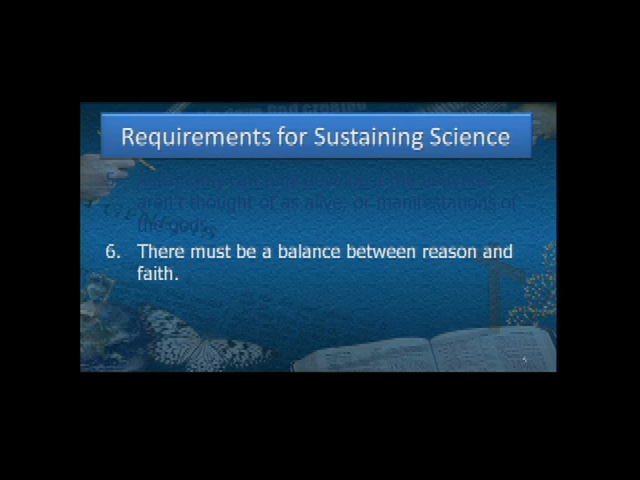 Requirements for Sustaining Science
aren't thought of as alive, or manifestations of
the gods.
6. There must be a balance between reason and
faith.
5